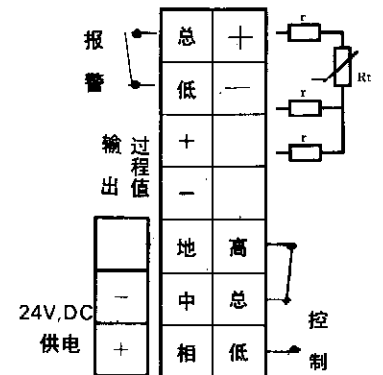 报警
总 +
低 —
输出
过程值
+
-
地 高
中 总
相 低
24V,DC
供电
-
+
控制
r
r
r
Rt